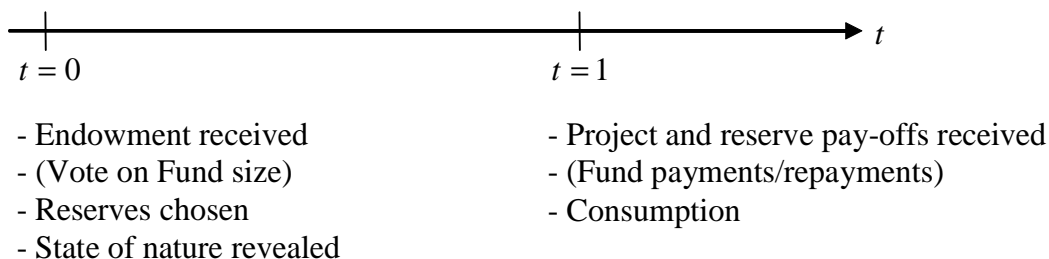 t
t = 0
t = 1
- Endowment received
- (Vote on Fund size)
- Reserves chosen
- State of nature revealed
- Project and reserve pay-offs received
- (Fund payments/repayments)
- Consumption